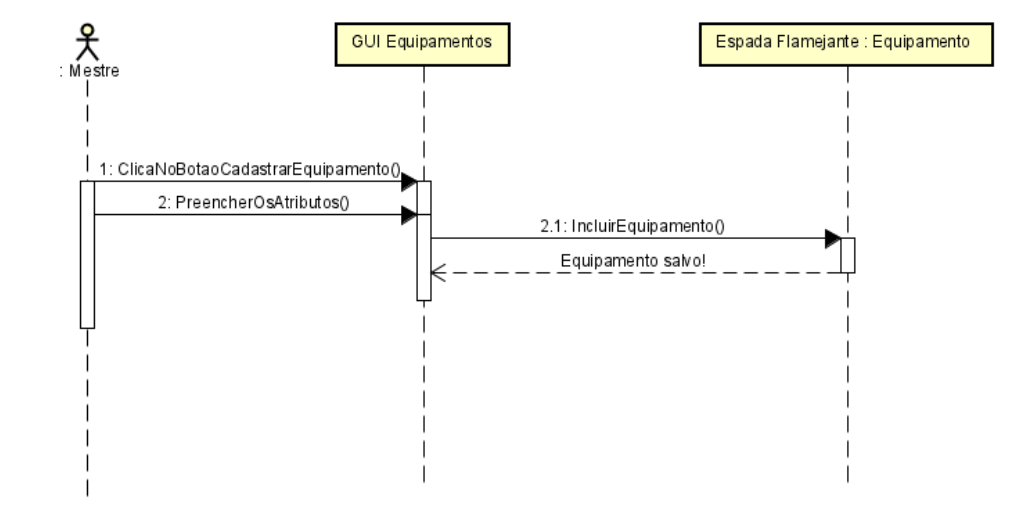 : Mestre
GUI Equipamentos
Espada Flamejante : Equipamento
1: ClicaNoBotaoCadastrarEquipamento()
2: PreencherOsAtributos()
2.1: IncluirEquipamento()
Equipamento salvo!